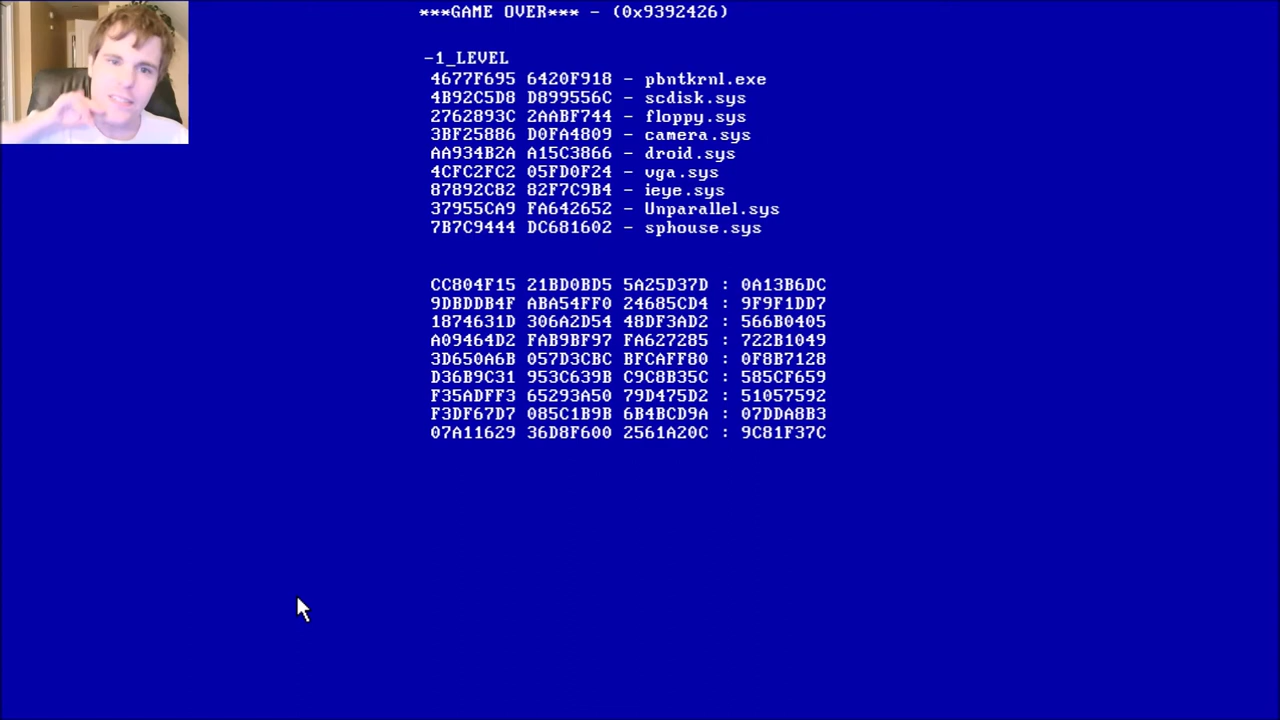 ***GAME OVER*** - (0x9392426)
-1_LEVEL
4677F695 6420F918 - pbntkrnl.exe
4B92C5D8 D899556C - scdisk.sys
2762893C 2AABF744 - floppy.sys
3BF25886 D0FA4809 - camera.sys
AA934B2A A15C3866 - droid.sys
4CFC2FC2 05FD0F24 - vga.sys
87892C82 82F7C9B4 - ieye.sys
37955CA9 FA642652 - Unparallel.sys
7B7C9444 DC681602 - sphouse.sys
CC804F15 21BD0BD5 5A25D37D : 0A13B6DC
9DBDDB4F ABA54FF0 24685CD4 : 9F9F1DD7
1874631D 306A2D54 48DF3AD2 : 566B0405
A09464D2 FAB9BF97 FA627285 : 722B1049
3D650A6B 057D3CBC BFCAFF80 : 0F8B7128
D36B9C31 953C639B C9C8B35C : 585CF659
F35ADFF3 65293A50 79D475D2 : 51057592
F3DF67D7 085C1B9B 6B4BCD9A : 07DDA8B3
07A11629 36D8F600 2561A20C : 9C81F37C